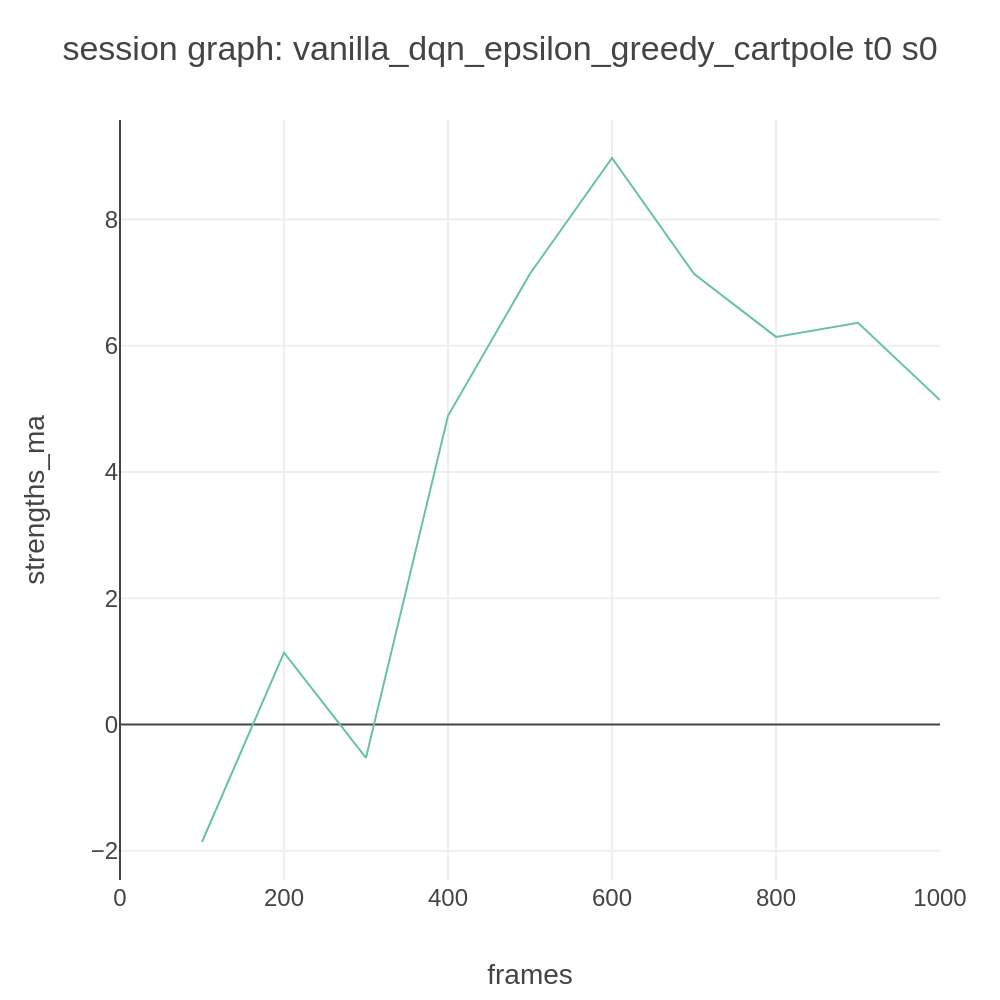 session graph: vanilla_dqn_epsilon_greedy_cartpole t0 s0
8
6
4
2
0
−2
strengths_ma
0 200 400 600 800 1000
frames